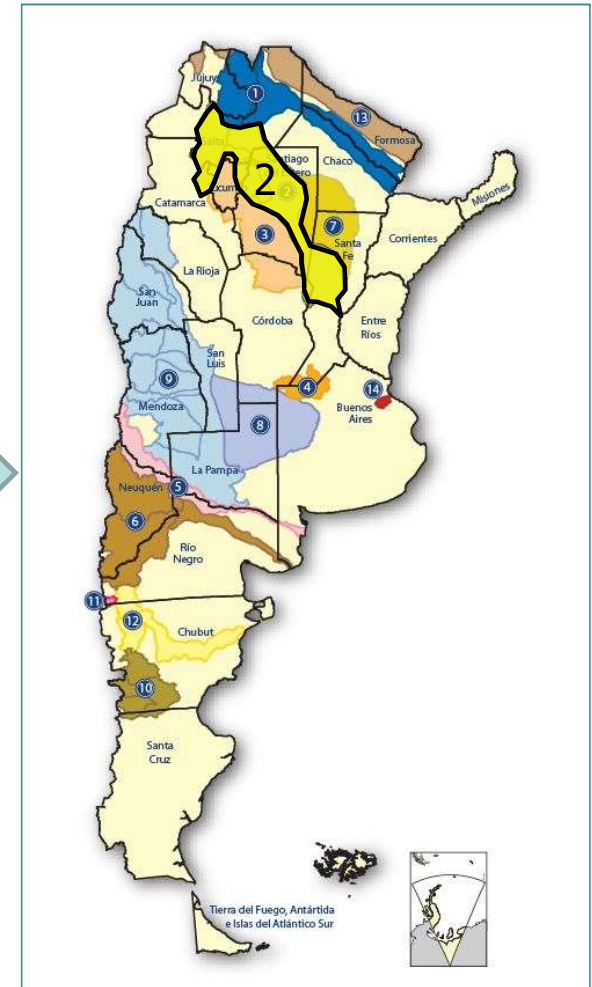 Jujuy
1
13
Formosa
Salta
Chaco
2
2
Catamarca
7
3
Santa
Fe
Misiones
Corrientes
La Rioja
San
Juan
Córdoba
Entre
Ríos
San
Luis
9
4
14
Mendoza
Buenos
Aires
8
La Pampa
5
Neuquén
6
Río
Negro
11
12
Chubut
10
Santa
Cruz
Tierra del Fuego, Antártida
e Islas del Atlántico Sur